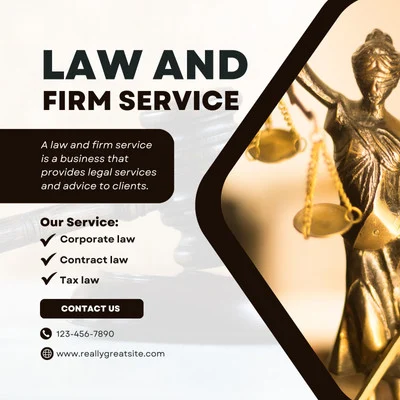 LAW AND
FIRM SERVICE
A law and firm service
is a business that
provides legal services
and advice to clients.
Our Service:
Corporate law
Contract law
Tax law
CONTACT US
123-456-7890
www.reallygreatsite.com